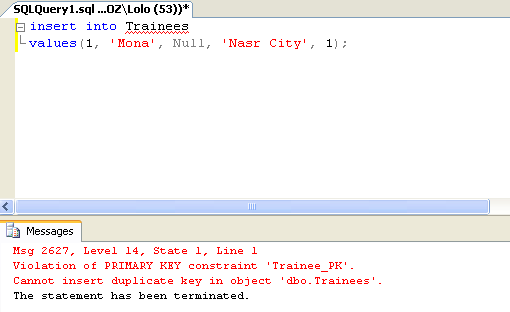 SQLQuery1.sql ...OZ\Lolo (53))*
insert into Trainees
values(1, 'Mona', Null, 'Nasr City', 1);
Messages
Msg 2627, Level 14, State 1, Line 1
Violation of PRIMARY KEY constraint 'Trainee_PK'.
Cannot insert duplicate key in object 'dbo.Trainees'.
The statement has been terminated.